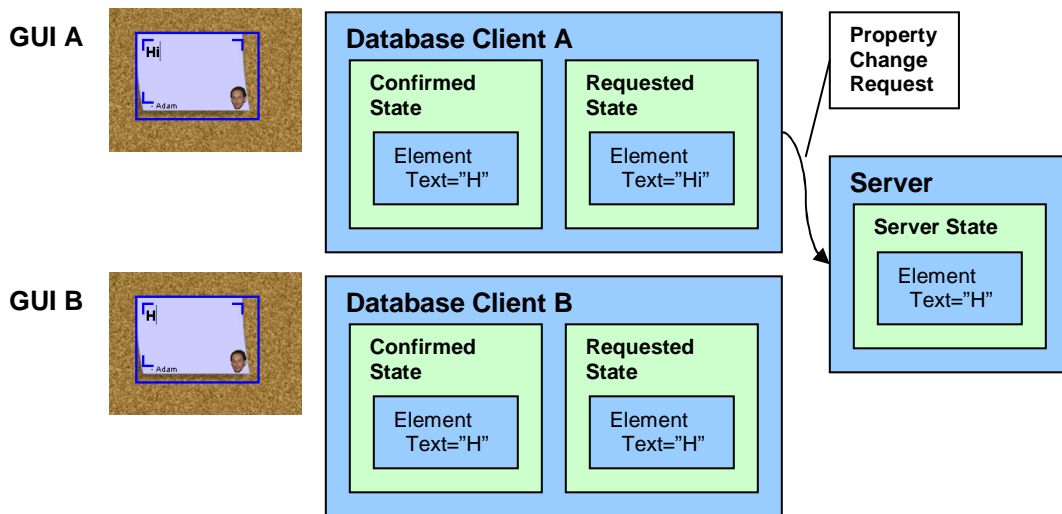 GUI A
Hi
- Adam
Database Client A
Confirmed
State
Element
Text=”H”
Requested
State
Element
Text=”Hi”
Property
Change
Request
Server
Server State
Element
Text=”H”
GUI B
H
- Adam
Database Client B
Confirmed
State
Element
Text=”H”
Requested
State
Element
Text=”H”